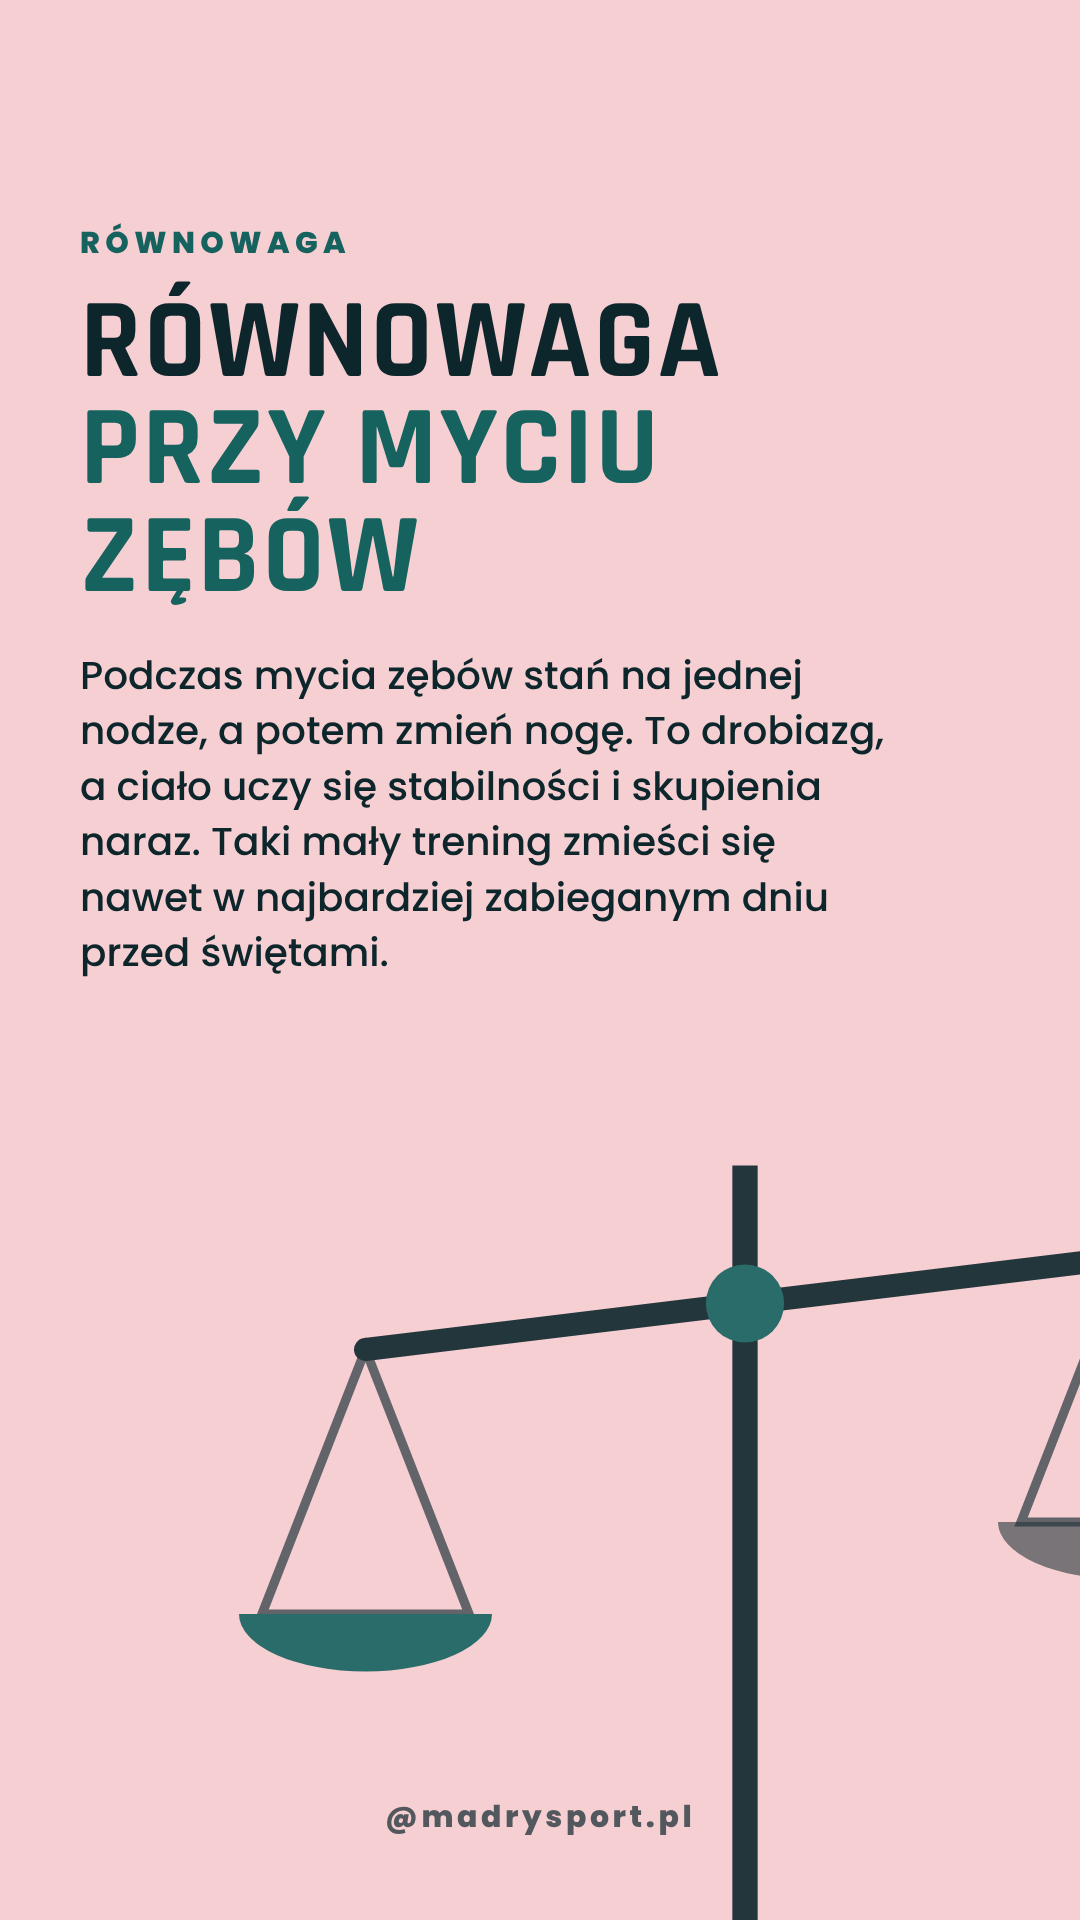 RÓWNOWAGA
RÓWNOWAGA
PRZY MYCIU
ZĘBÓW
Podczas mycia zębów stań na jednej
nodze, a potem zmień nogę. To drobiazg,
a ciało uczy się stabilności i skupienia
naraz. Taki mały trening zmieści się
nawet w najbardziej zabieganym dniu
przed świętami.
@madrysport.pl